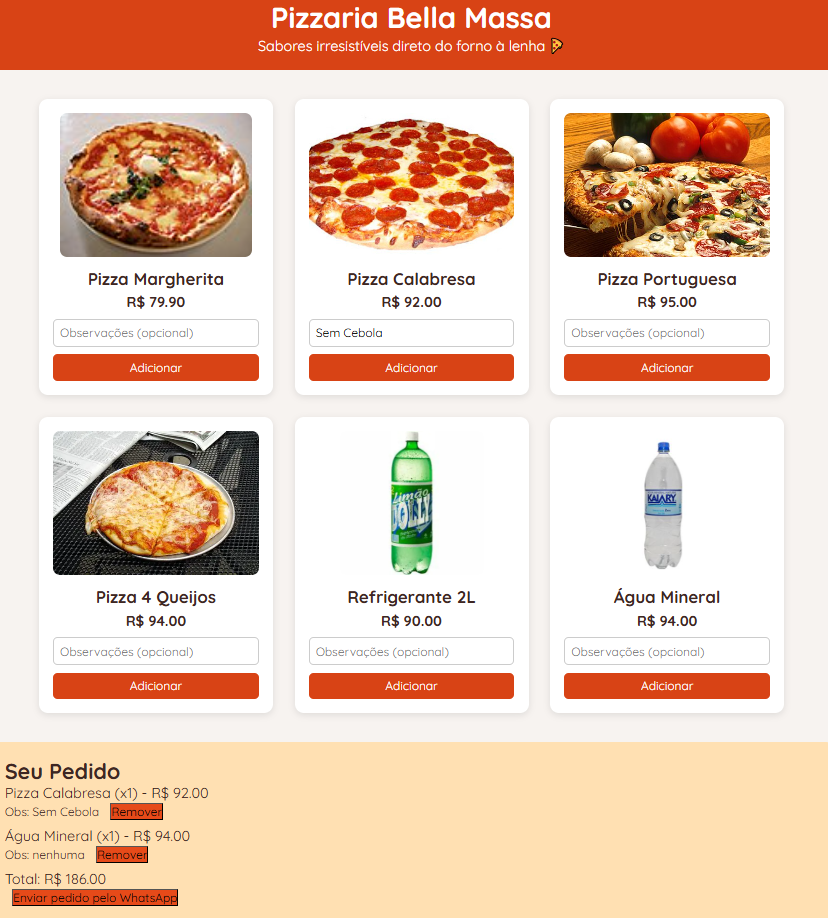 Pizzaria Bella Massa
Sabores irresistíveis direto do forno à lenha 🍕
Pizza Margherita
R$ 79.90
Observações (opcional)
Adicionar
Pizza Calabresa
R$ 92.00
Sem Cebola
Adicionar
Pizza Portuguesa
R$ 95.00
Observações (opcional)
Adicionar
Pizza 4 Queijos
R$ 94.00
Observações (opcional)
Adicionar
Limão
DOLLY
Refrigerante 2L
R$ 90.00
Observações (opcional)
Adicionar
KAIARY
Água Mineral
R$ 94.00
Observações (opcional)
Adicionar
Seu Pedido
Pizza Calabresa (x1) - R$ 92.00
Obs: Sem Cebola Remover
Água Mineral (x1) - R$ 94.00
Obs: nenhuma Remover
Total: R$ 186.00
Enviar pedido pelo WhatsApp